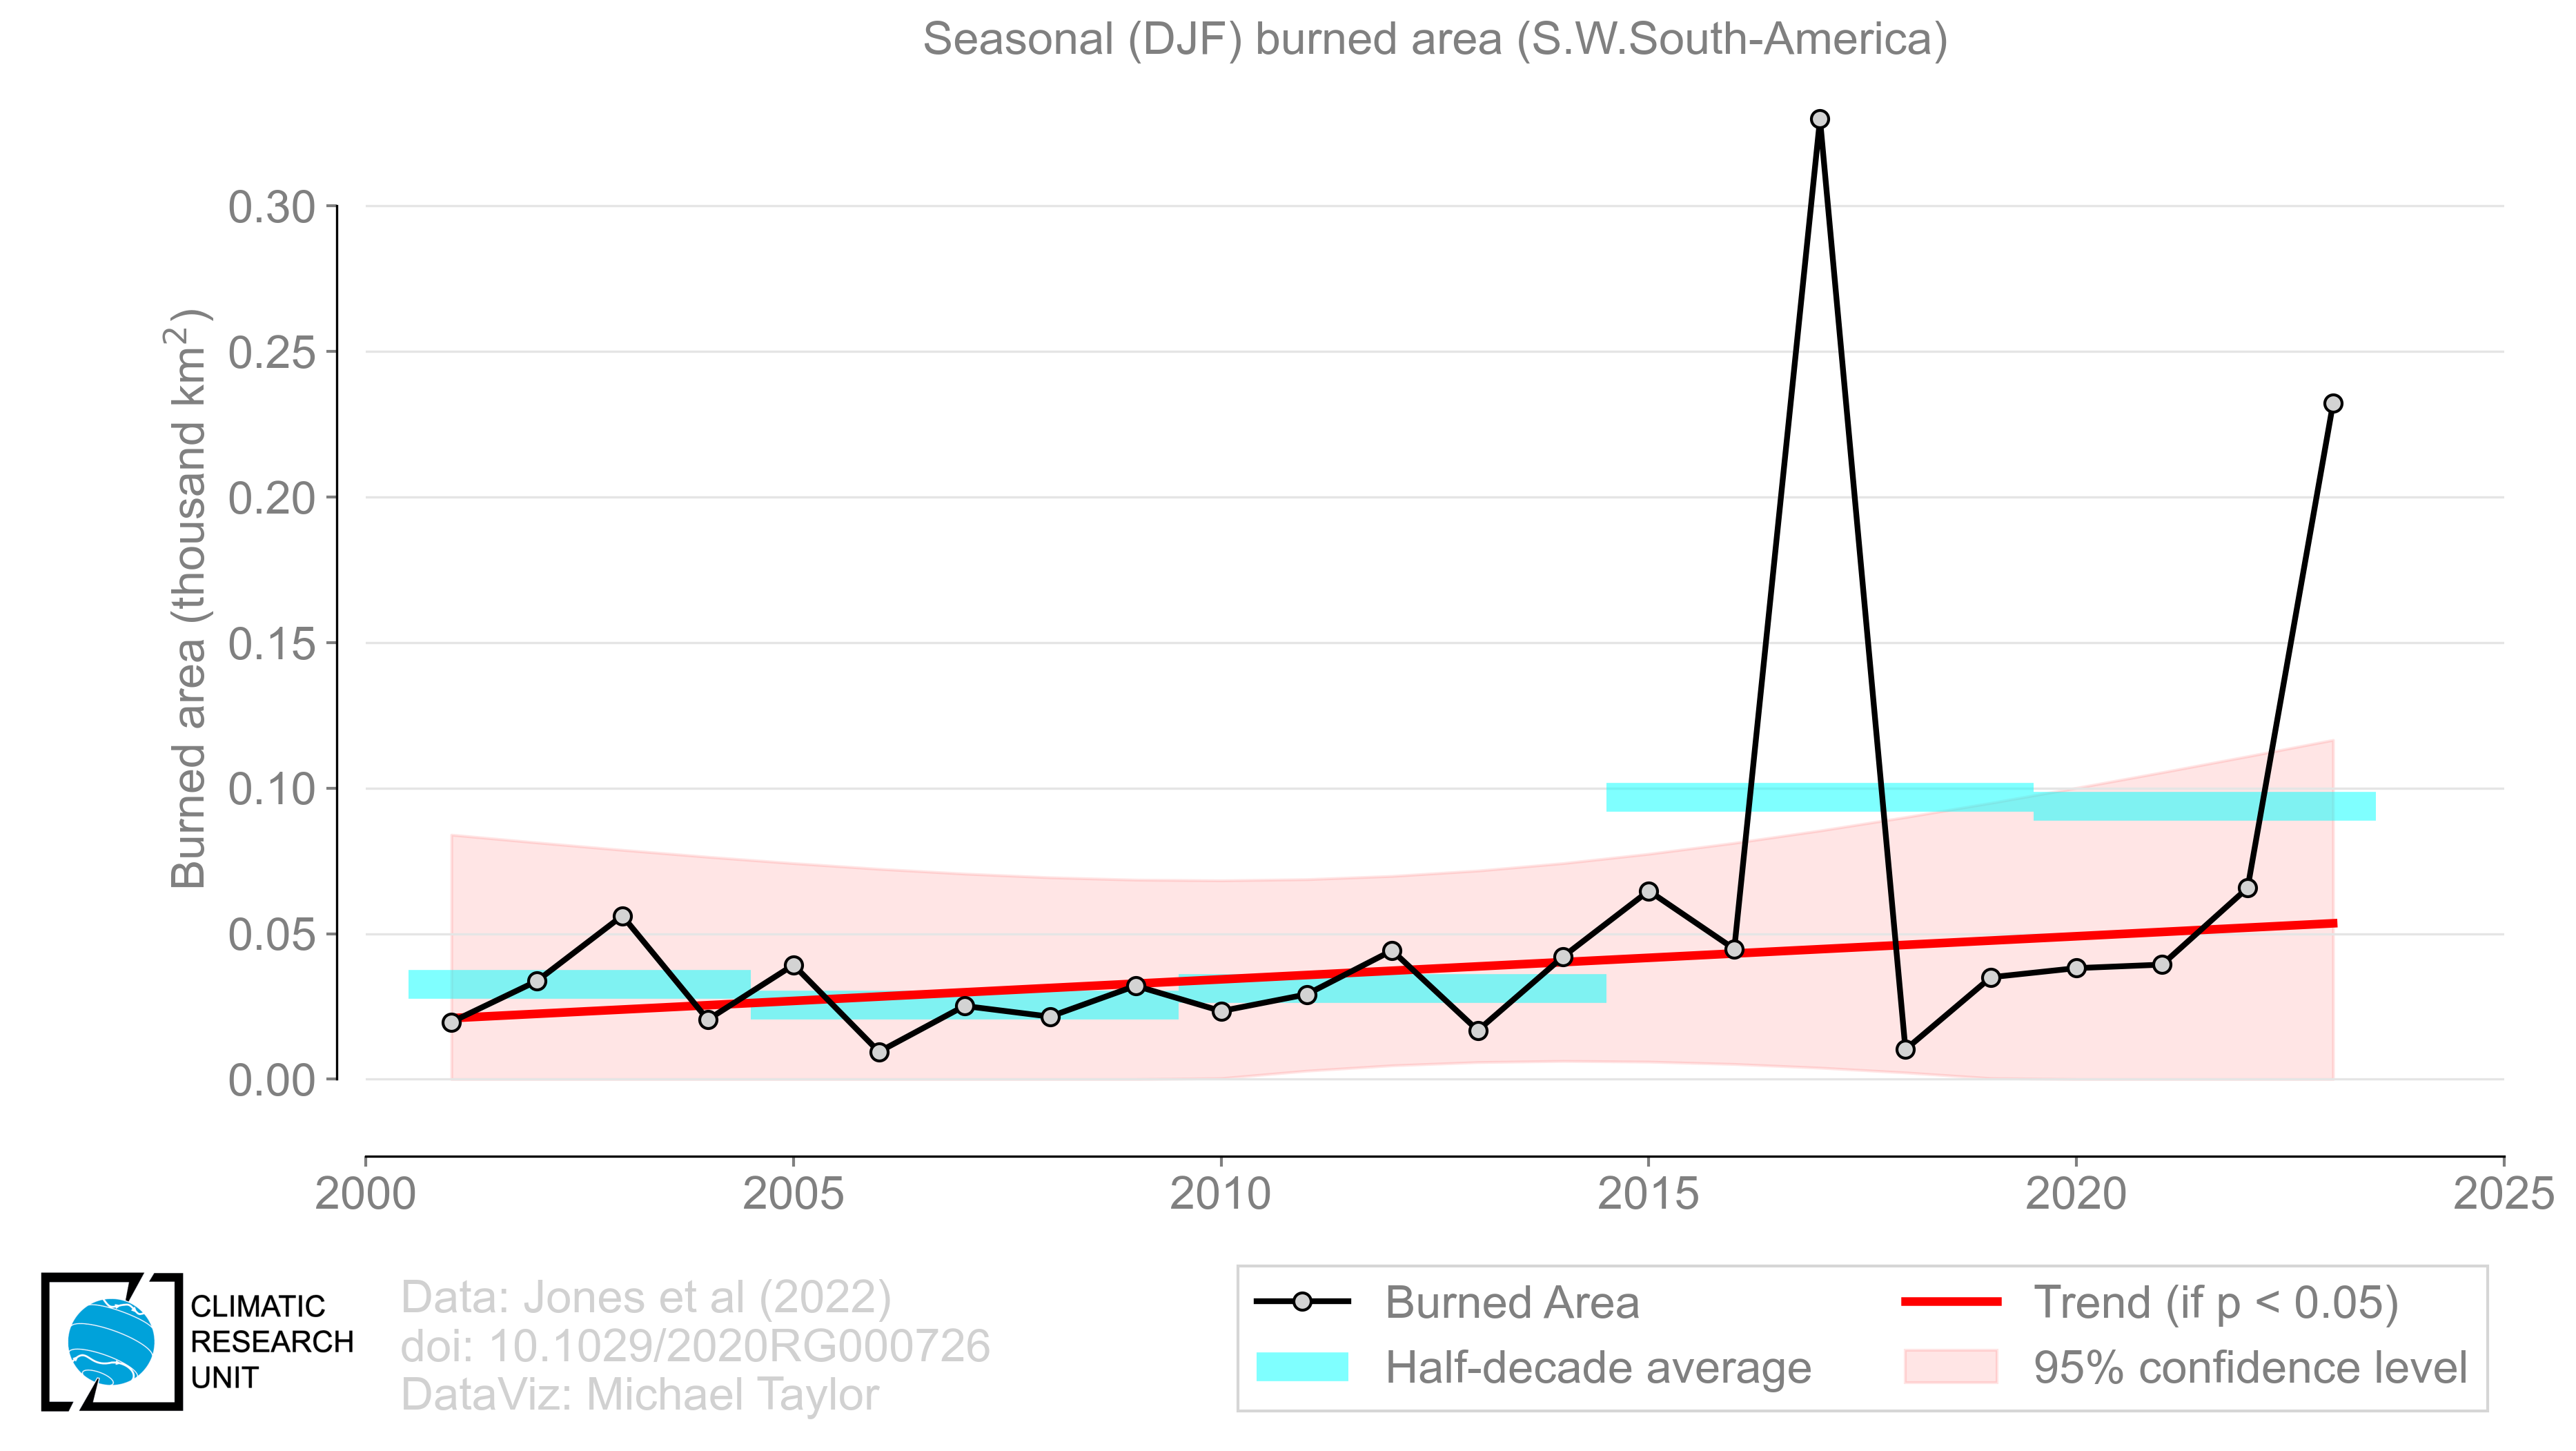 Seasonal (DJF) burned area (S.W.South-America)
Burned area (thousand km²)
0.30
0.25
0.20
0.15
0.10
0.05
0.00
2000
2005
2010
2015
2020
2025
CLIMATIC
RESEARCH
UNIT
Data: Jones et al (2022)
doi: 10.1029/2020RG000726
DataViz: Michael Taylor
Burned Area
Half-decade average
Trend (if p < 0.05)
95% confidence level